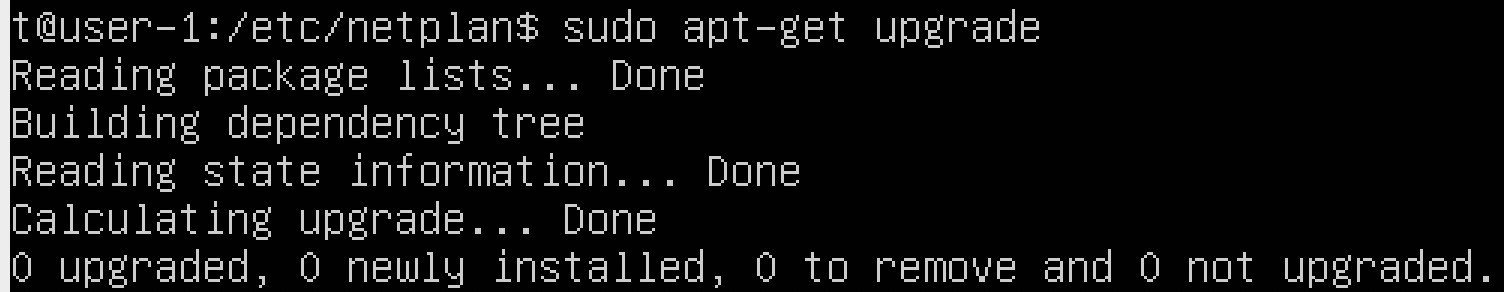 t@user-1:/etc/netplan$ sudo apt-get upgrade
Reading package lists... Done
Building dependency tree
Reading state information... Done
Calculating upgrade... Done
0 upgraded, 0 newly installed, 0 to remove and 0 not upgraded.